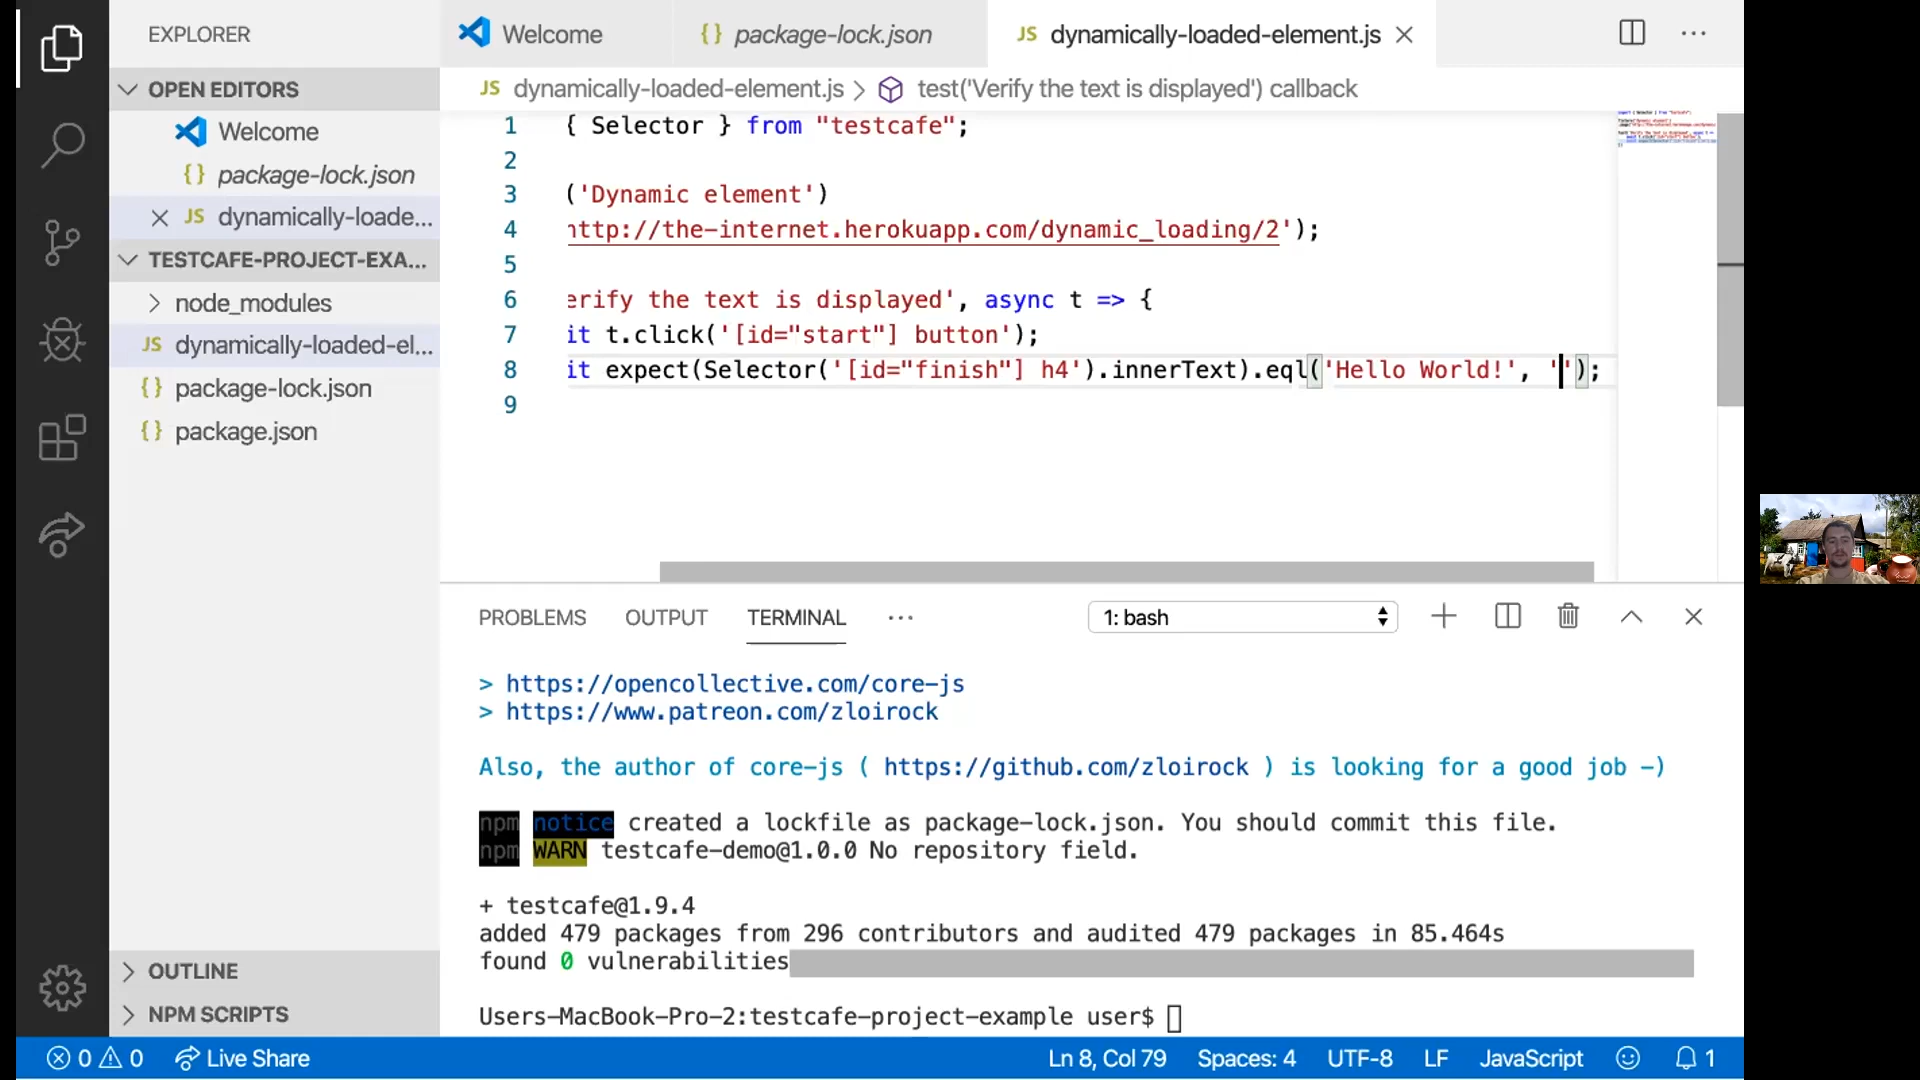 EXPLORER
OPEN EDITORS
Welcome
{} package-lock.json
JS dynamically-loade...
TESTCAFE-PROJECT-EXA...
node_modules
JS dynamically-loaded-el...
{} package-lock.json
{} package.json
OUTLINE
NPM SCRIPTS
Welcome
{} package-lock.json
JS dynamically-loaded-element.js
JS dynamically-loaded-element.js > test('Verify the text is displayed') callback
1 { Selector } from "testcafe";
2
3 ('Dynamic element')
4 http://the-internet.herokuapp.com/dynamic_loading/2');
5
6 erify the text is displayed', async t => {
7 it t.click('[id="start"] button');
8 it expect(Selector('[id="finish"] h4').innerText).eql('Hello World!', '');
9
PROBLEMS OUTPUT TERMINAL ... 1: bash
> https://opencollective.com/core-js
> https://www.patreon.com/zloirock
Also, the author of core-js ( https://github.com/zloirock ) is looking for a good job -)
npm notice created a lockfile as package-lock.json. You should commit this file.
npm WARN testcafe-demo@1.0.0 No repository field.
+ testcafe@1.9.4
added 479 packages from 296 contributors and audited 479 packages in 85.464s
found 0 vulnerabilities
Users-MacBook-Pro-2:testcafe-project-example user$
0 0 Live Share Ln 8, Col 79 Spaces: 4 UTF-8 LF JavaScript 1